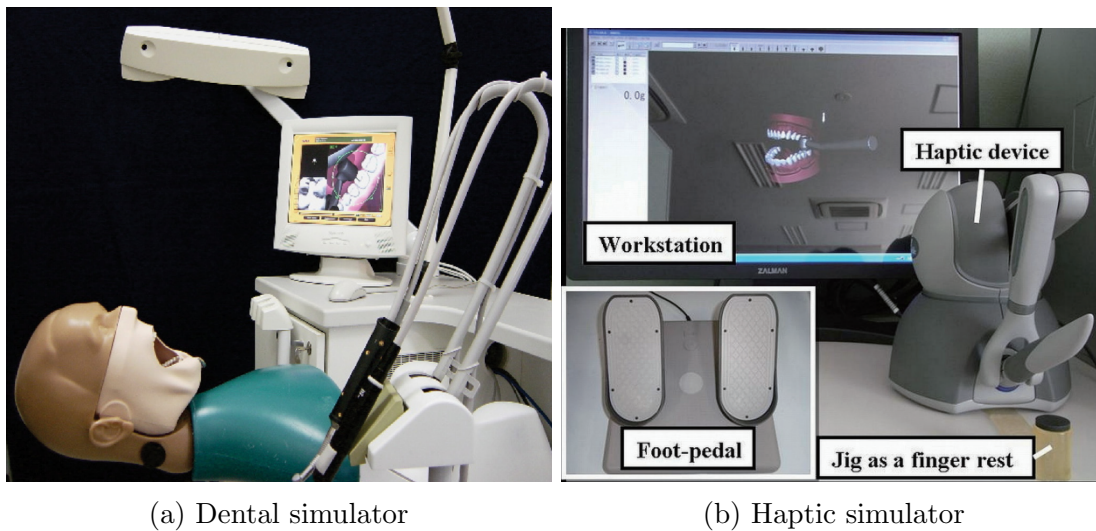 0.0g
Haptic device
Workstation
ZALMAN
Foot-pedal
Jig as a finger rest
(a) Dental simulator
(b) Haptic simulator